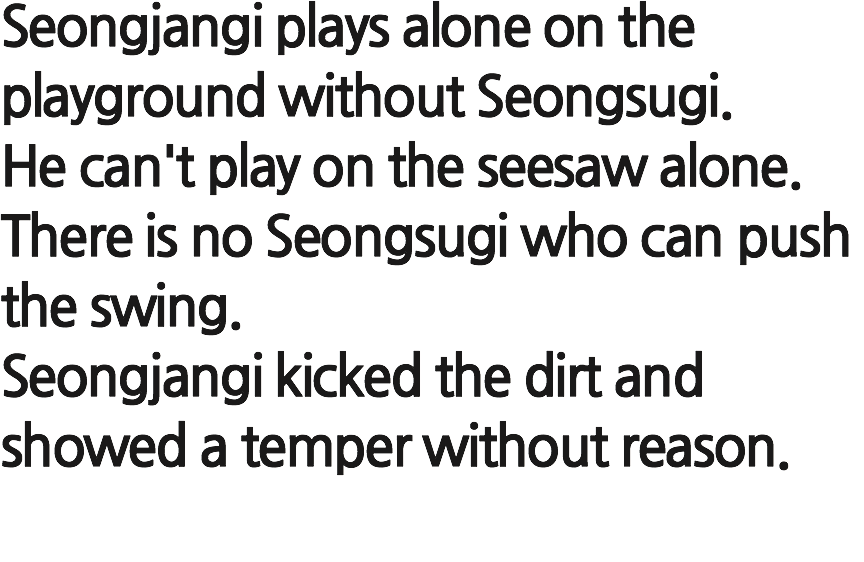 Seongjangi plays alone on the
playground without Seongsugi.
He can't play on the seesaw alone.
There is no Seongsugi who can push
the swing.
Seongjangi kicked the dirt and
showed a temper without reason.